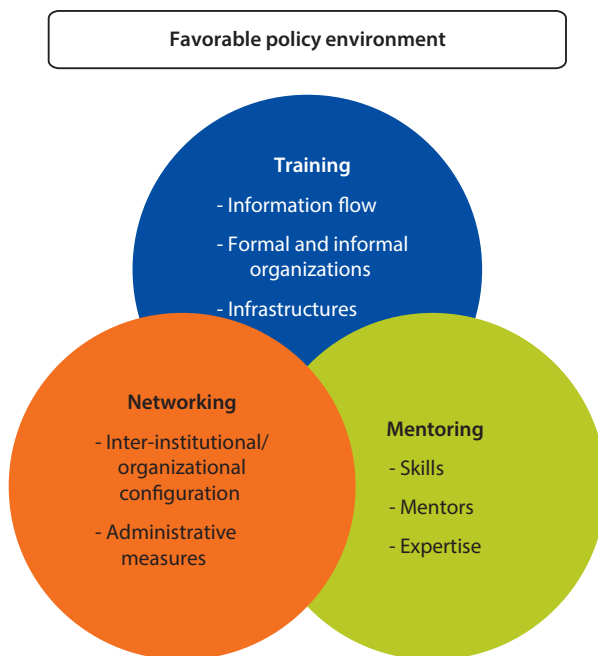 Favorable policy environment
Training
- Information flow
- Formal and informal
organizations
- Infrastructures
Networking
- Inter-institutional/
organizational
configuration
- Administrative
measures
Mentoring
- Skills
- Mentors
- Expertise